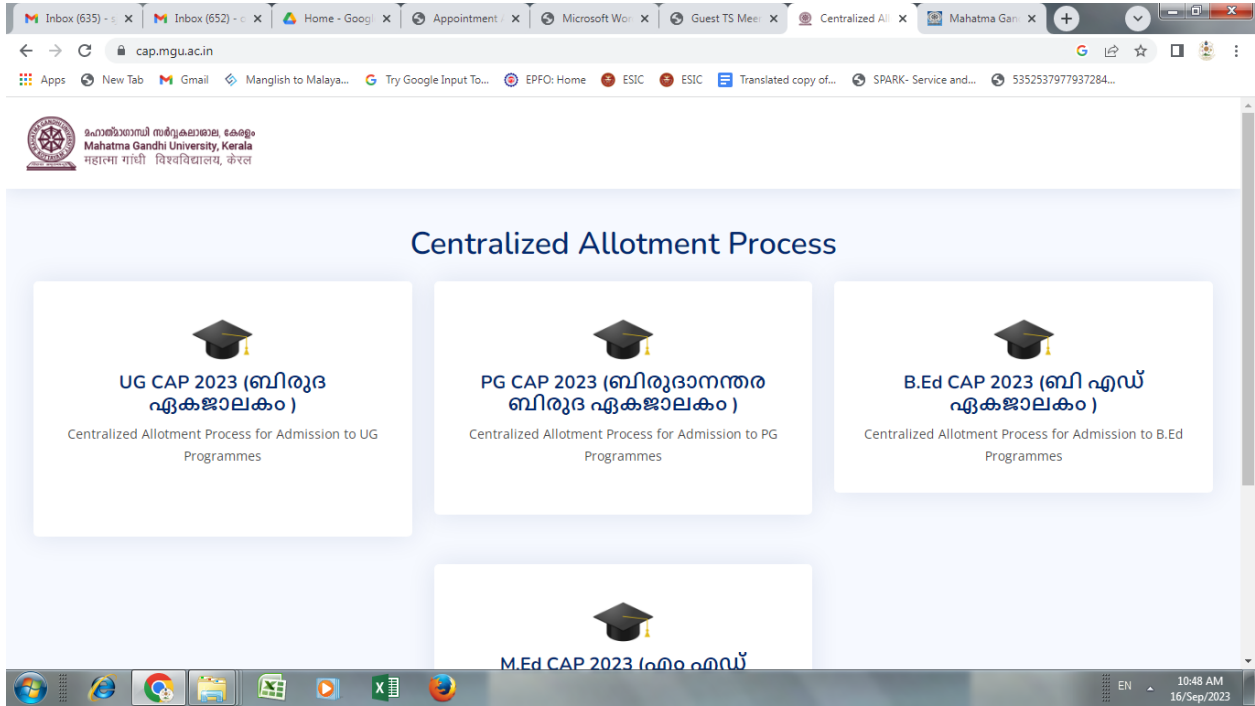 Inbox (635) - s
Inbox (652) - c
Home - Googl
Appointment /
Microsoft Wor
Guest TS Meer
Centralized All
Mahatma Gan
cap.mgu.ac.in
Apps
New Tab
Gmail
Manglish to Malaya...
Try Google Input To...
EPFO: Home
ESIC
ESIC
Translated copy of...
SPARK- Service and...
5352537977937284...
മഹാത്മാഗാന്ധി സർവ്വകലാശാല, കേരളം
Mahatma Gandhi University, Kerala
महात्मा गांधी विश्वविद्यालय, केरल
Centralized Allotment Process
UG CAP 2023 (ബിരുദ
ഏകജാലകം )
Centralized Allotment Process for Admission to UG
Programmes
PG CAP 2023 (ബിരുദാനന്തര
ബിരുദ ഏകജാലകം )
Centralized Allotment Process for Admission to PG
Programmes
B.Ed CAP 2023 (ബി എഡ്
ഏകജാലകം )
Centralized Allotment Process for Admission to B.Ed
Programmes
M.Ed CAP 2023 (എം എഡ്
EN
10:48 AM
16/Sep/2023